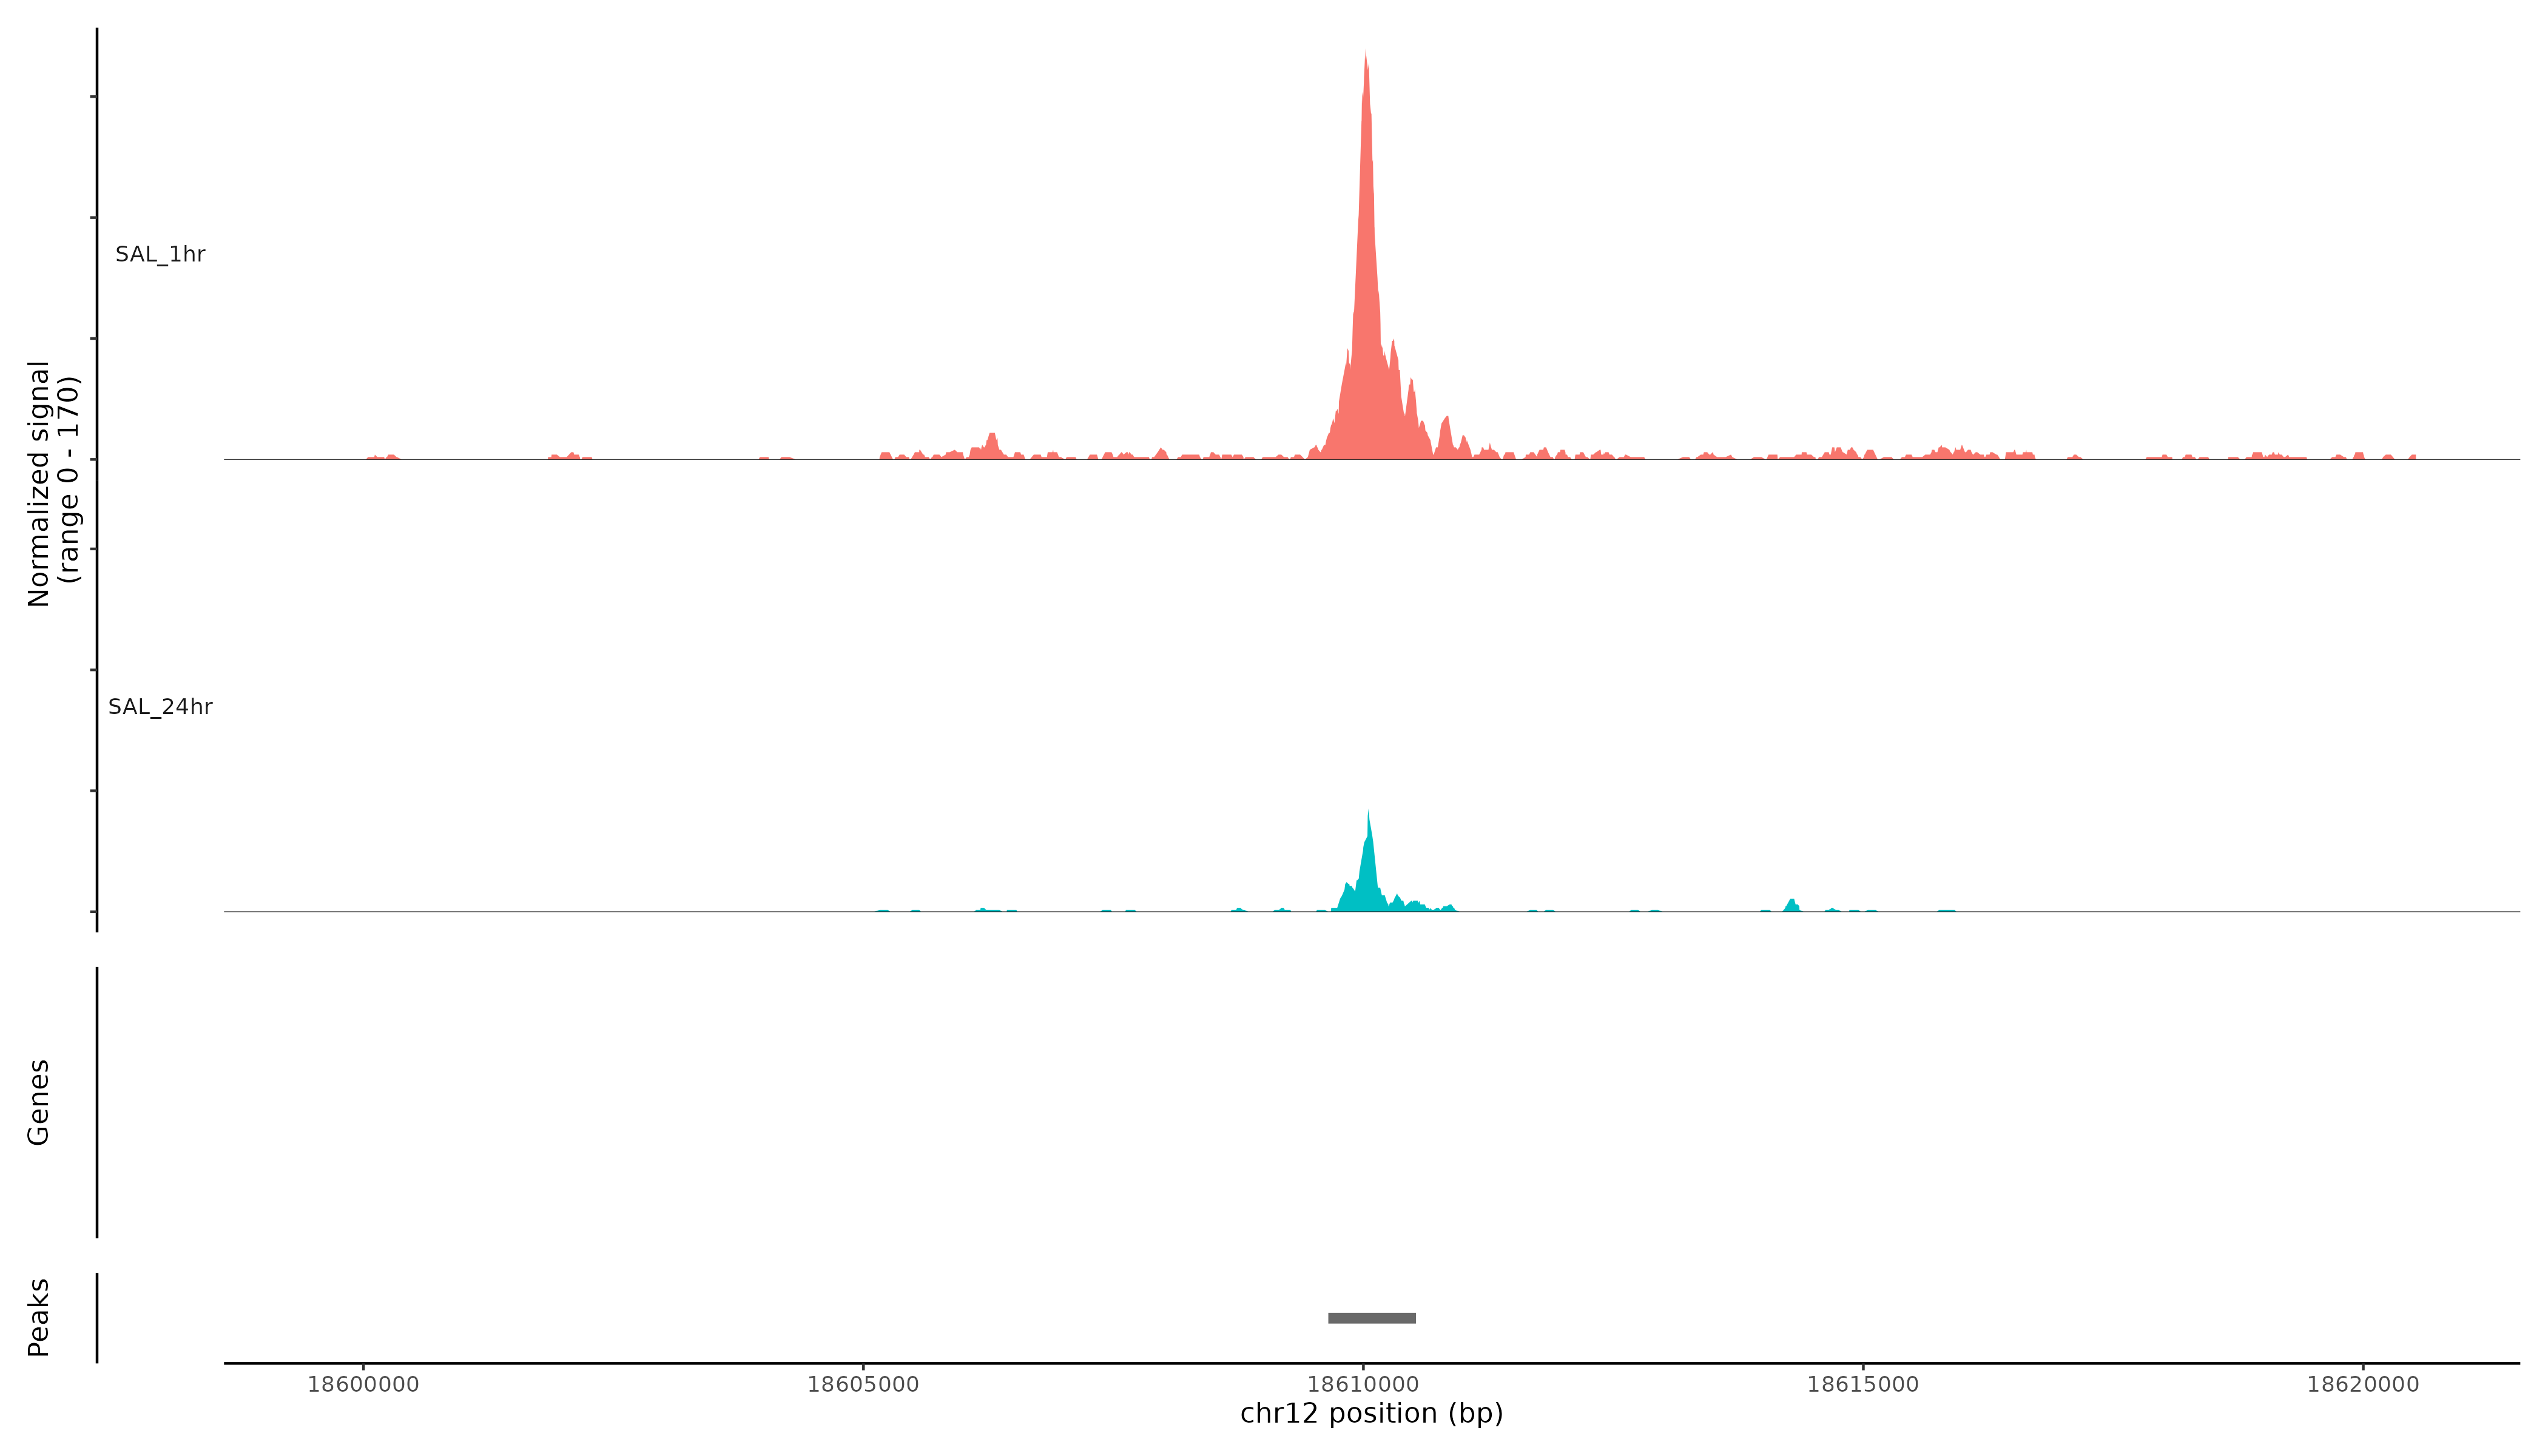 Normalized signal
(range 0 - 170)
SAL_1hr
SAL_24hr
Genes
Peaks
18600000 18605000 18610000 18615000 18620000
chr12 position (bp)